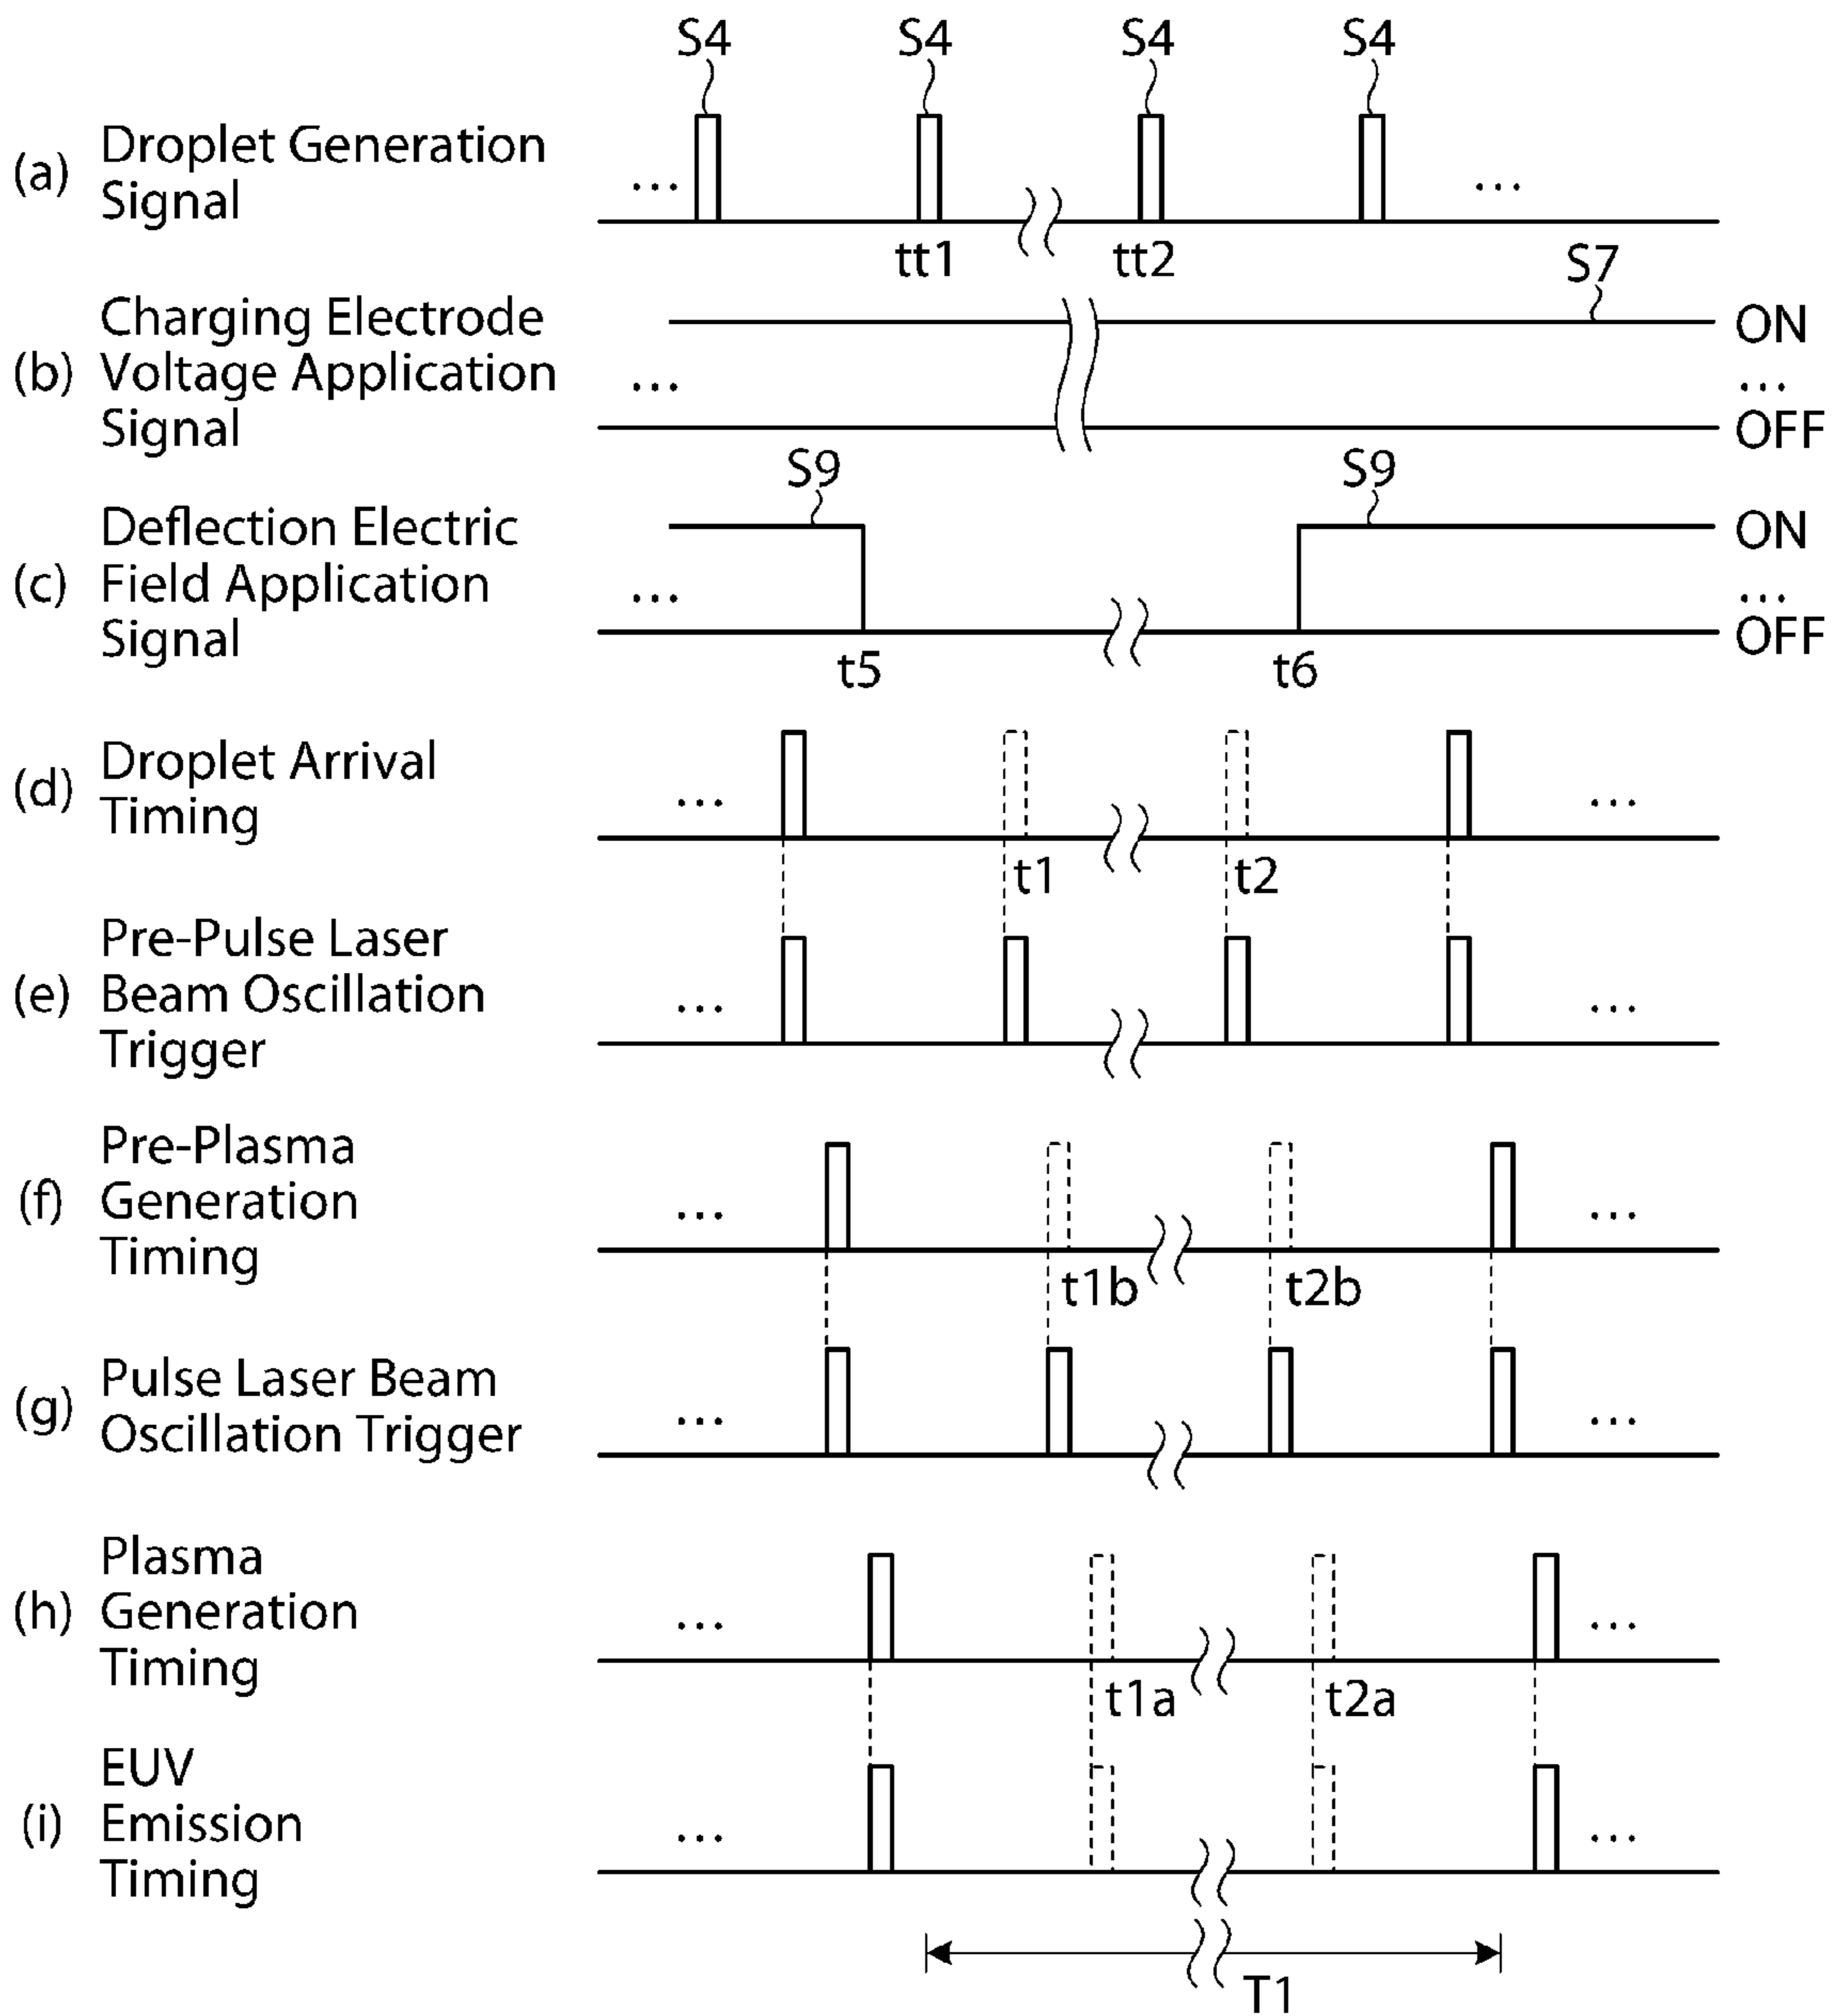 S4 S4 S4 S4
(a) Droplet Generation
Signal
... ...
tt1 tt2
S7
(b) Charging Electrode
Voltage Application
Signal
ON
... ...
OFF
S9 S9
(c) Deflection Electric
Field Application
Signal
ON
... ...
OFF
t5 t6
(d) Droplet Arrival
Timing
... ...
t1 t2
(e) Pre-Pulse Laser
Beam Oscillation
Trigger
... ...
(f) Pre-Plasma
Generation
Timing
... ...
t1b t2b
(g) Pulse Laser Beam
Oscillation Trigger
... ...
(h) Plasma
Generation
Timing
... ...
t1a t2a
(i) EUV
Emission
Timing
... ...
T1